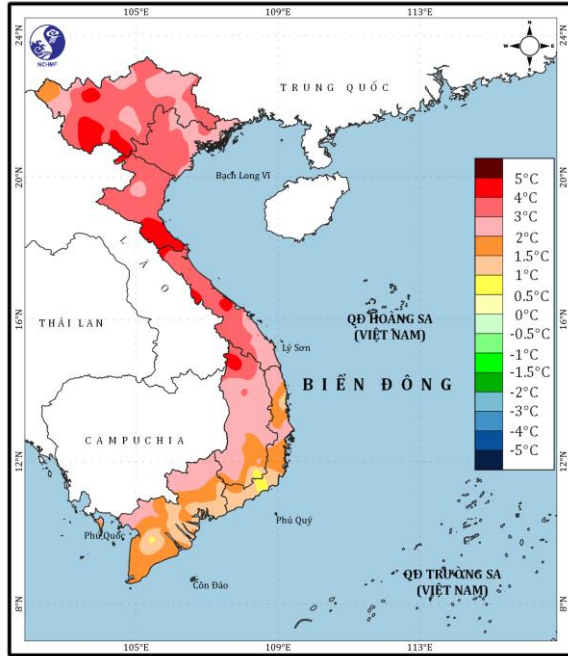 105°E 109°E 113°E
24°N
NCHMF
N
W E
S
TRUNG QUỐC
20°N
Bạch Long Vĩ
5°C
4°C
3°C
2°C
1.5°C
1°C
0.5°C
0°C
-0.5°C
-1°C
-1.5°C
-2°C
-3°C
-4°C
-5°C
LÀO
THÁI LAN
16°N
QĐ HOÀNG SA
(VIỆT NAM)
Lý Sơn
BIỂN ĐÔNG
CAMPUCHIA
12°N
Phú Quốc
Phú Quý
Côn Đảo
QĐ TRƯỜNG SA
(VIỆT NAM)
8°N
105°E 109°E 113°E